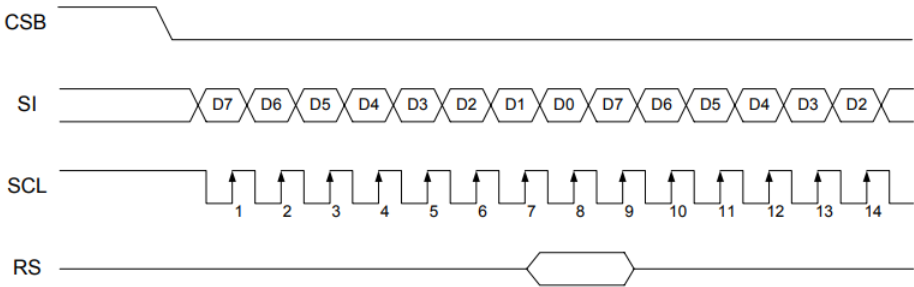 CSB
SI D7 D6 D5 D4 D3 D2 D1 D0 D7 D6 D5 D4 D3 D2
SCL
1 2 3 4 5 6 7 8 9 10 11 12 13 14
RS